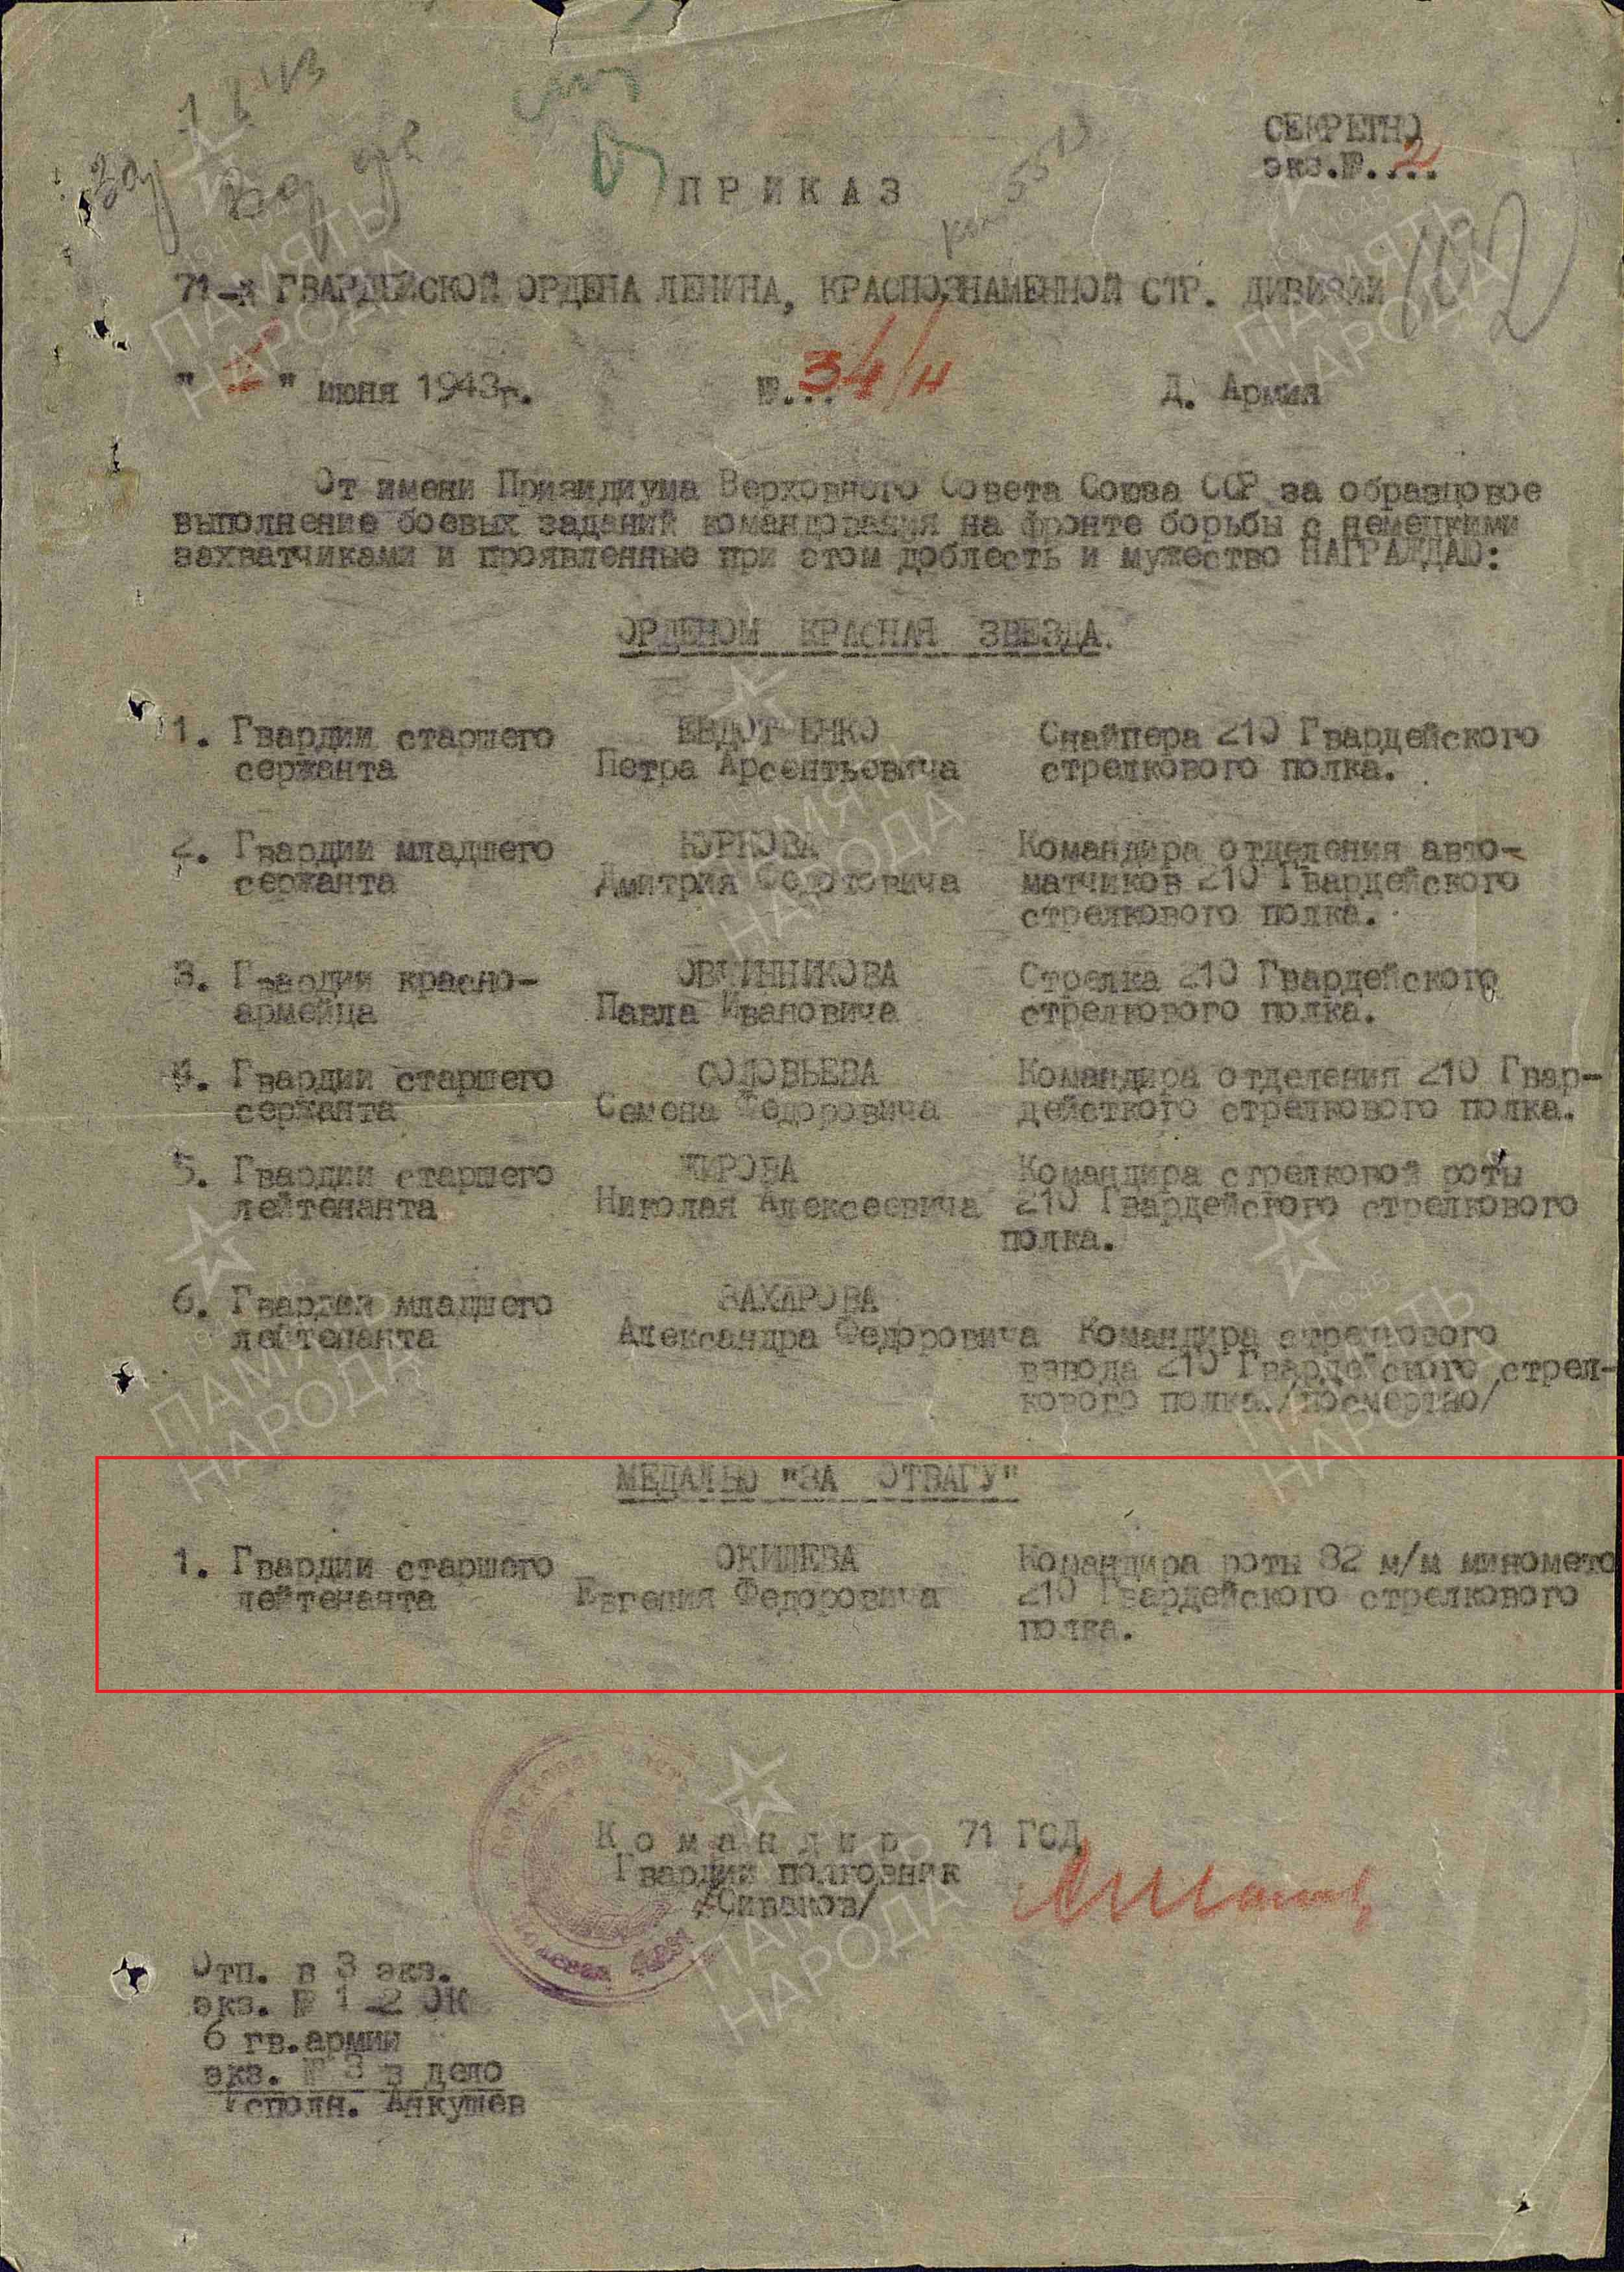 СЕКРЕТНО
экз.№....2
П Р И К А З
71-й ГВАРДЕЙСКОЙ ОРДЕНА ЛЕНИНА, КРАСНОЗНАМЕННОЙ СТР. ДИВИЗИИ
" " июня 1943г. №... 34/н Д. Армия
От имени Призидиума Верховного Совета Союза ССР за образцовое
выполнение боевых заданий командования на фронте борьбы с немецкими
захватчиками и проявленные при этом доблесть и мужество НАГРАЖДАЮ:
ОРДЕНОМ КРАСНАЯ ЗВЕЗДА.
1. Гвардии старшего ЕВДОТ ЕНКО Снайпера 210 Гвардейского
сержанта Петра Арсентьевича стрелкового полка.
2. Гвардии младшего Командира отделения авто-
сержанта Дмитрия Федотовича матчиков 210 Гвардейского
стрелкового полка.
3. Гвардии красно- ОВЧИННИКОВА Стрелка 210 Гвардейского
армейца Павла Ивановича стрелкового полка.
4. Гвардии старшего СОЛОВЬЕВА Командира отделения 210 Гвар-
сержанта Семена Федоровича дейсткого стрелкового полка.
5. Гвардии старшего ЖИРОВА Командира стрелковой роты
лейтенанта Николая Алексеевича 210 Гвардейского стрелкового
полка.
6. Гвардии младшего ЗАХАРОВА
лейтенанта Александра Федоровича Командира стрелкового
взвода 210 Гвардейского стрел-
кового полка./посмертно/
МЕДАЛЬЮ "ЗА ОТВАГУ"
1. Гвардии старшего ОКИШЕВА Командира роты 82 м/м миномето
лейтенанта Евгения Федоровича 210 Гвардейского стрелкового
полка.
К о м а н д и р 71 ГСД
Гвардии полковник
/Сиваков/
Отп. в 3 экз.
экз. № 1-2 ОК
6 гв.армии
экз. № 3 в дело
Исполн. Анкушев
ПАМЯТЬ
НАРОДА